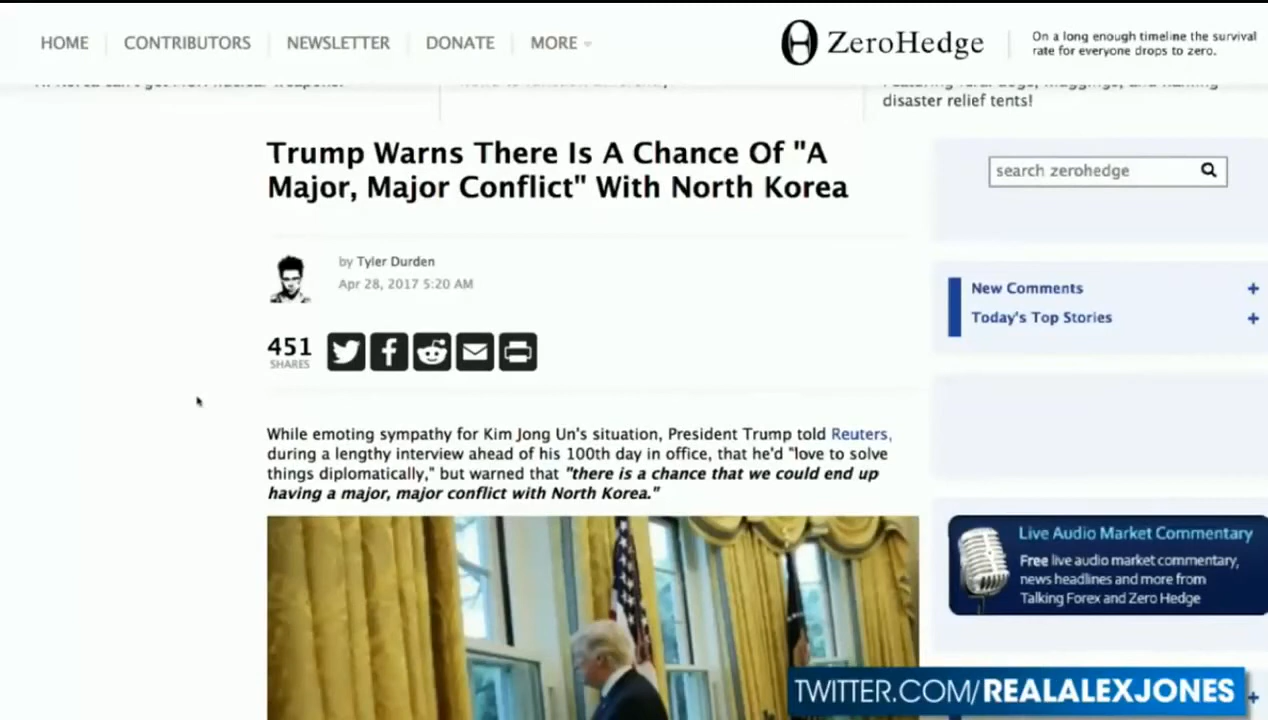 HOME
CONTRIBUTORS
NEWSLETTER
DONATE
MORE
ZeroHedge
On a long enough timeline the survival
rate for everyone drops to zero.
disaster relief tents!
Trump Warns There Is A Chance Of "A
Major, Major Conflict" With North Korea
search zerohedge
by Tyler Durden
Apr 28, 2017 5:20 AM
New Comments
Today's Top Stories
451
SHARES
While emoting sympathy for Kim Jong Un's situation, President Trump told Reuters,
during a lengthy interview ahead of his 100th day in office, that he'd "love to solve
things diplomatically," but warned that "there is a chance that we could end up
having a major, major conflict with North Korea."
Live Audio Market Commentary
Free live audio market commentary,
news headlines and more from
Talking Forex and Zero Hedge
TWITTER.COM/REALALEXJONES